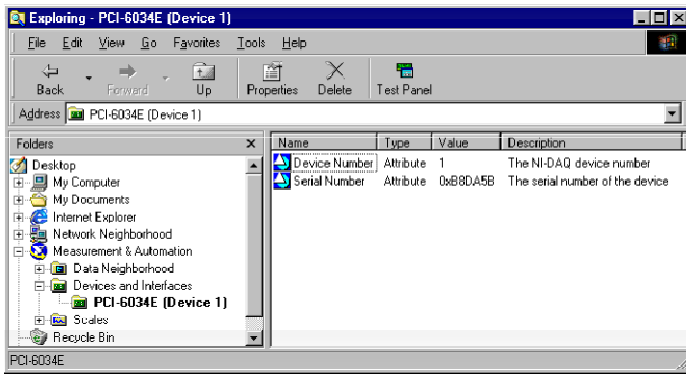 Exploring - PCI-6034E (Device 1)
File Edit View Go Favorites Tools Help
Back Forward Up Properties Delete Test Panel
Address PCI-6034E (Device 1)
Folders x
Name Type Value Description
Desktop
My Computer
My Documents
Internet Explorer
Network Neighborhood
Measurement & Automation
Data Neighborhood
Devices and Interfaces
PCI-6034E (Device 1)
Scales
Recycle Bin
Device Number Attribute 1 The NI-DAQ device number
Serial Number Attribute 0xB8DA5B The serial number of the device
PCI-6034E